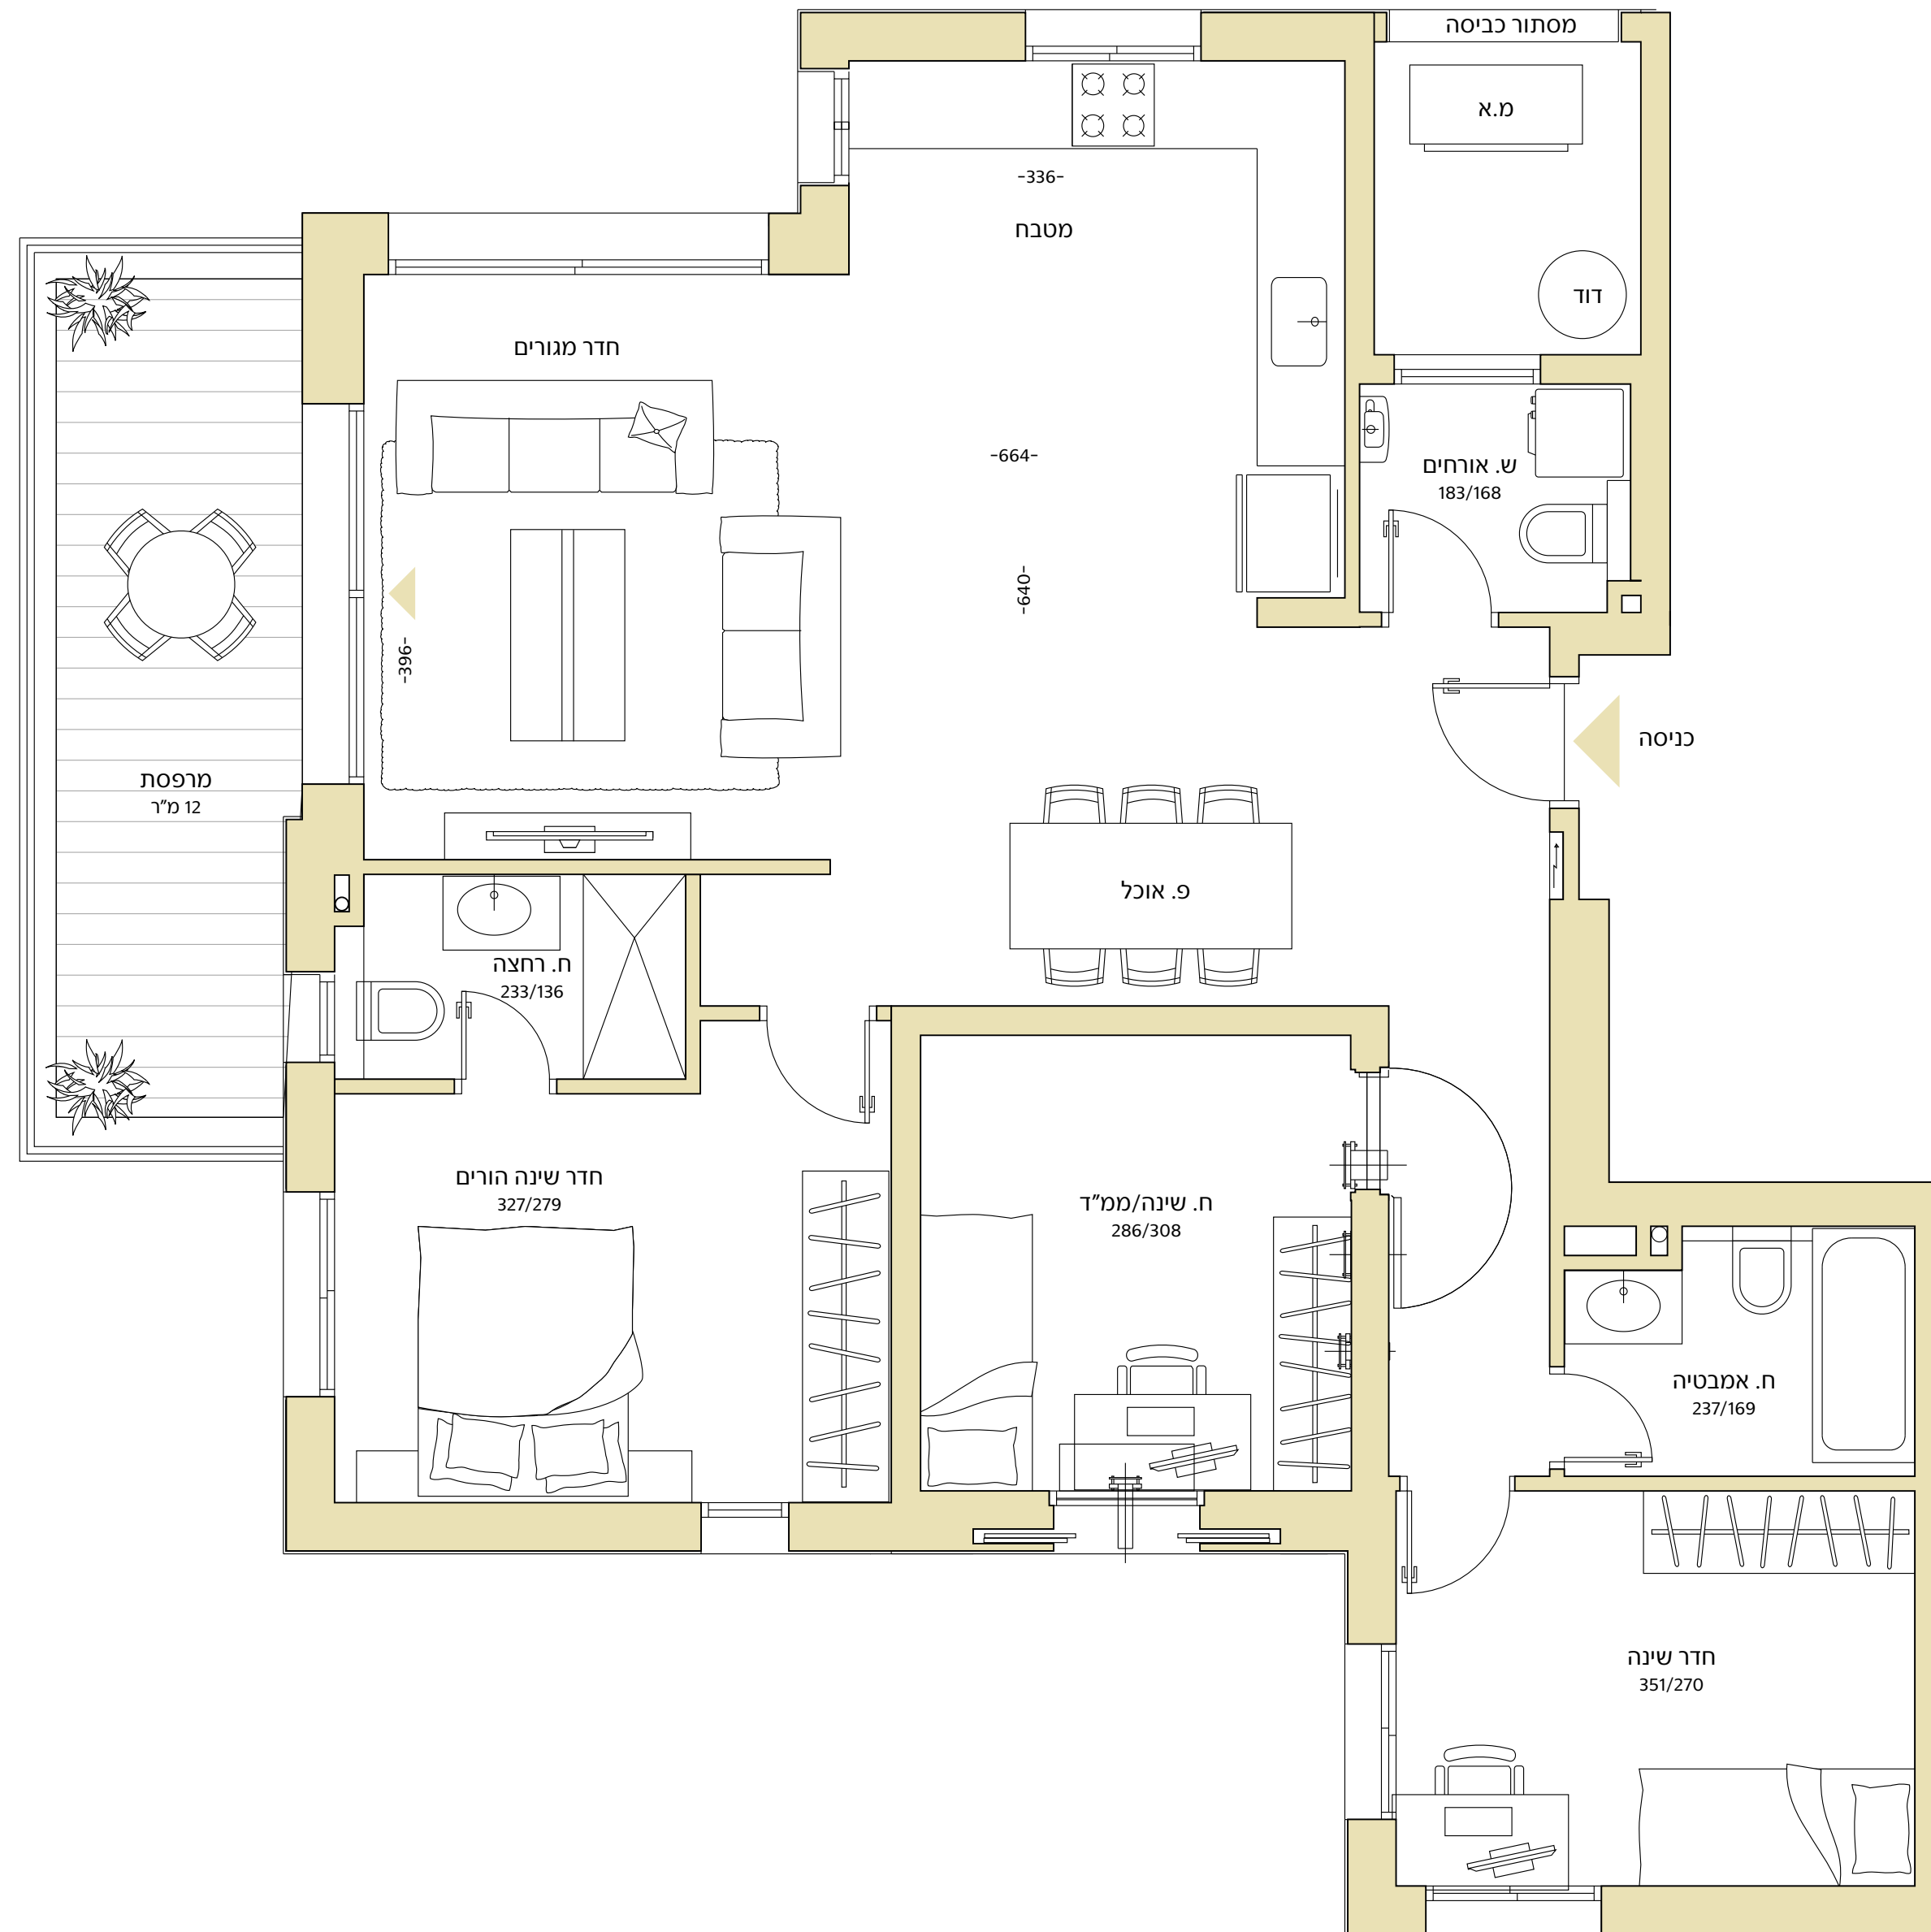 מסתור כביסה
מ.א
-336-
מטבח
דוד
חדר מגורים
-664-
ש. אורחים
183/168
-640-
-396-
כניסה
מרפסת
12 מ״ר
פ. אוכל
ח. רחצה
233/136
חדר שינה הורים
327/279
ח. שינה/ממ״ד
286/308
ח. אמבטיה
237/169
חדר שינה
351/270